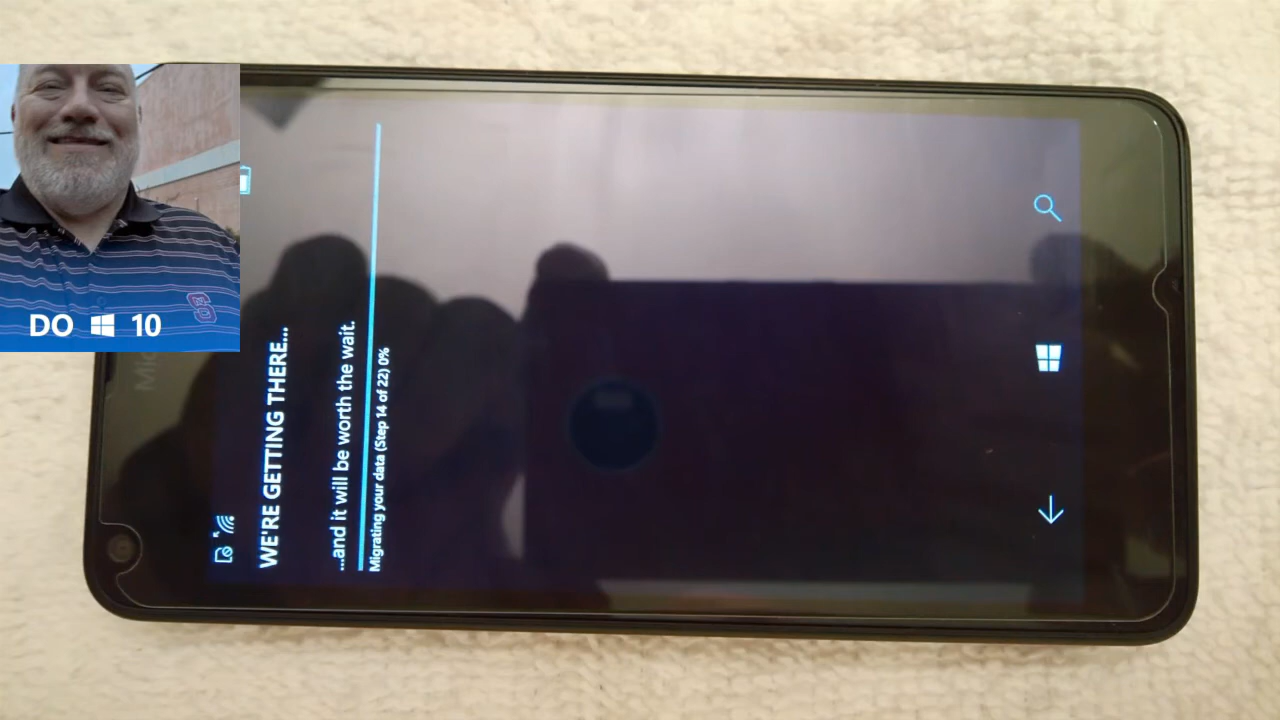 DO 10
WE'RE GETTING THERE...
...and it will be worth the wait.
Migrating your data (Step 14 of 22) 0%